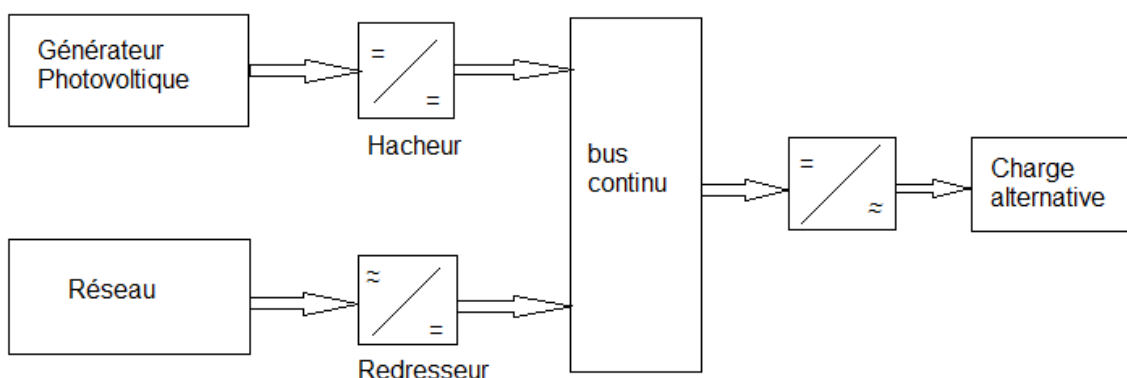 Générateur
Photovoltique
=
=
Hacheur
bus
continu
=
≈
Charge
alternative
Réseau
≈
=
Redresseur